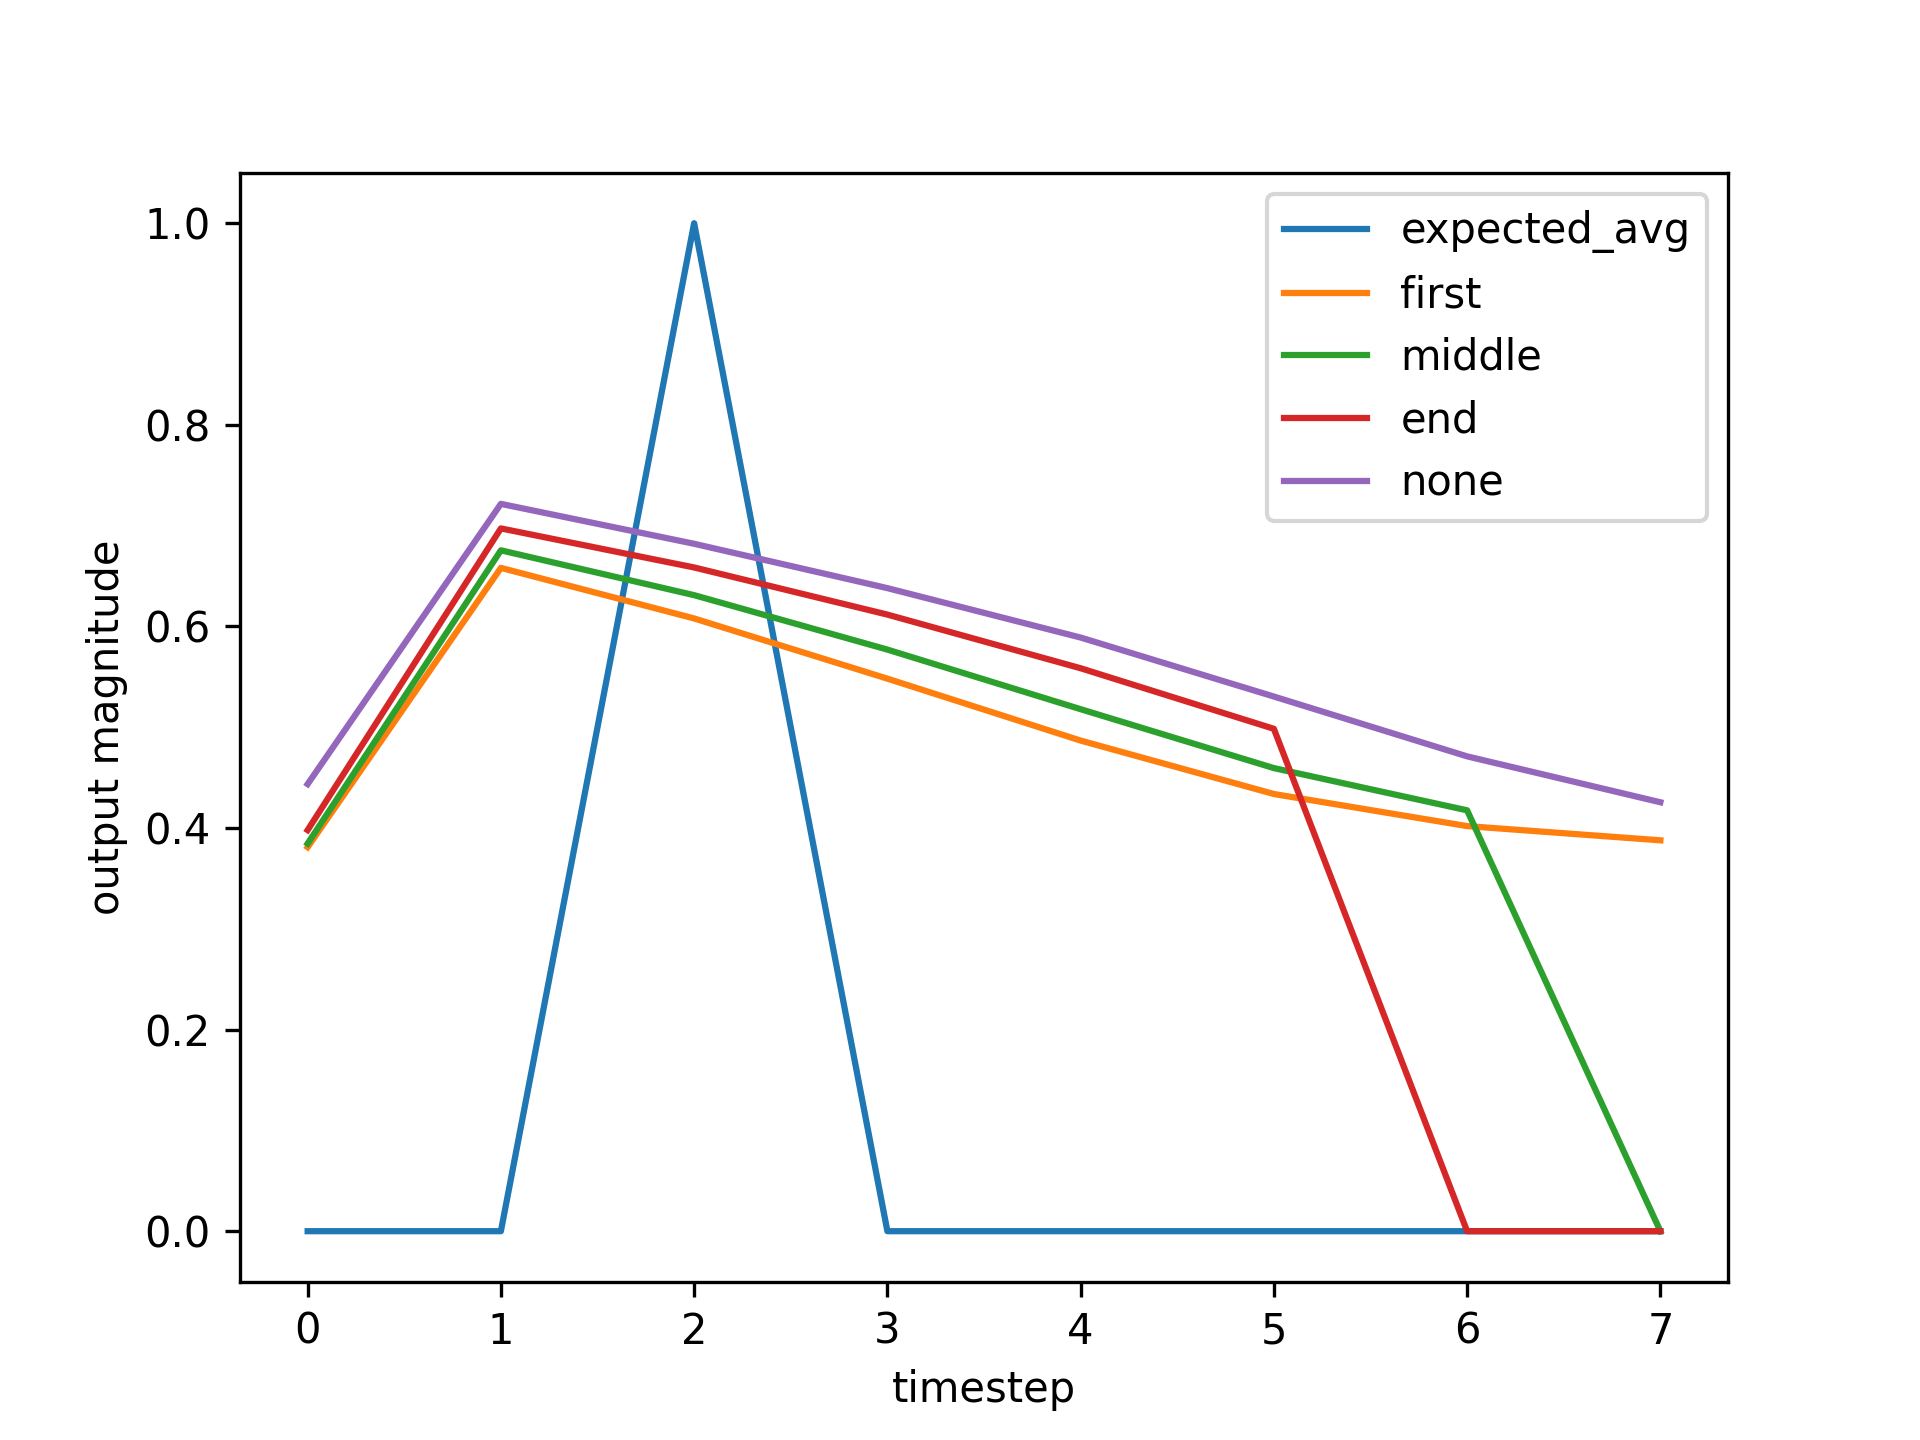 1.0
0.8
0.6
0.4
0.2
0.0
output magnitude
0 1 2 3 4 5 6 7
timestep
expected_avg
first
middle
end
none